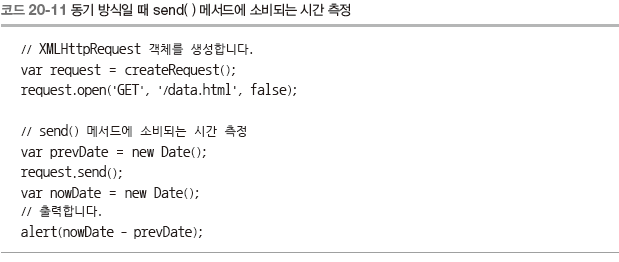 코드 20-11 동기 방식일 때 send( ) 메서드에 소비되는 시간 측정
// XMLHttpRequest 객체를 생성합니다.
var request = createRequest();
request.open('GET', '/data.html', false);
// send() 메서드에 소비되는 시간 측정
var prevDate = new Date();
request.send();
var nowDate = new Date();
// 출력합니다.
alert(nowDate - prevDate);